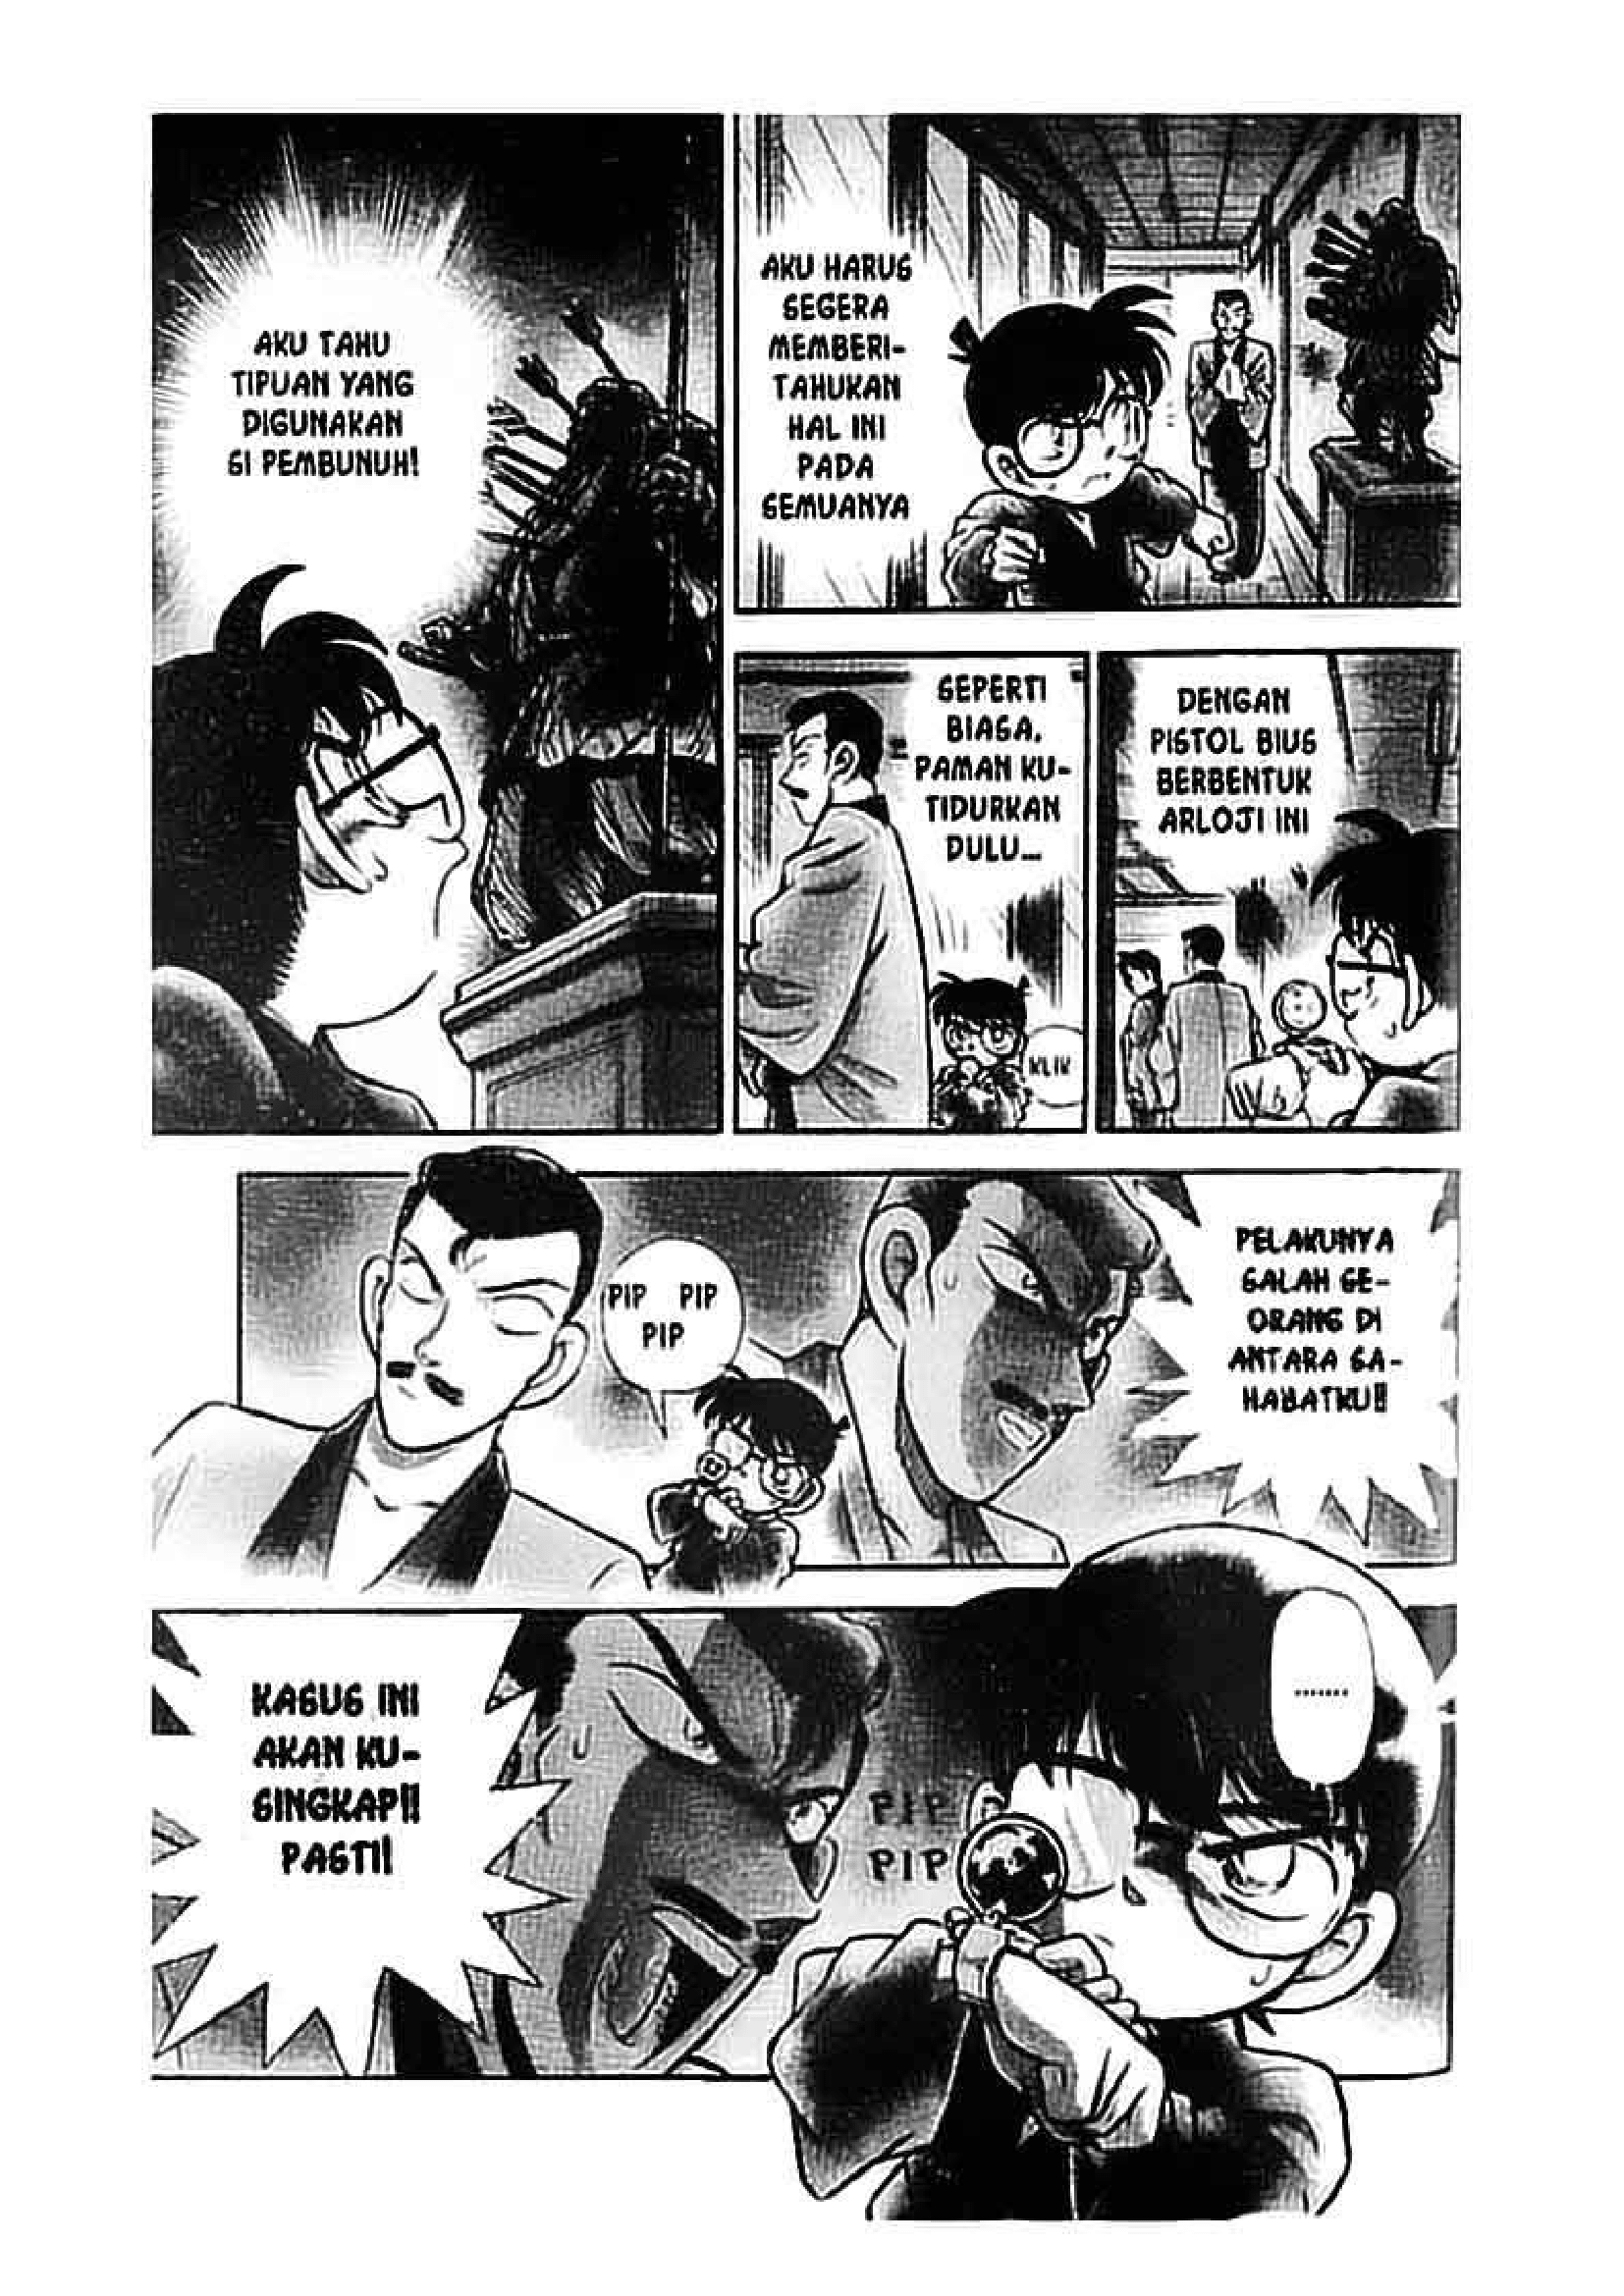 AKU TAHU
TIPUAN YANG
DIGUNAKAN
SI PEMBUNUH!
AKU HARUS
SEGERA
MEMBERI-
TAHUKAN
HAL INI
PADA
SEMUANYA
SEPERTI
BIASA,
PAMAN KU-
TIDURKAN
DULU...
KLIK
DENGAN
PISTOL BIUS
BERBENTUK
ARLOJI INI
PIP PIP
PIP
PELAKUNYA
SALAH SE-
ORANG DI
ANTARA SA-
HABATKU!!
KASUS INI
AKAN KU-
SINGKAP!!
PASTI!
PIP
PIP
.......